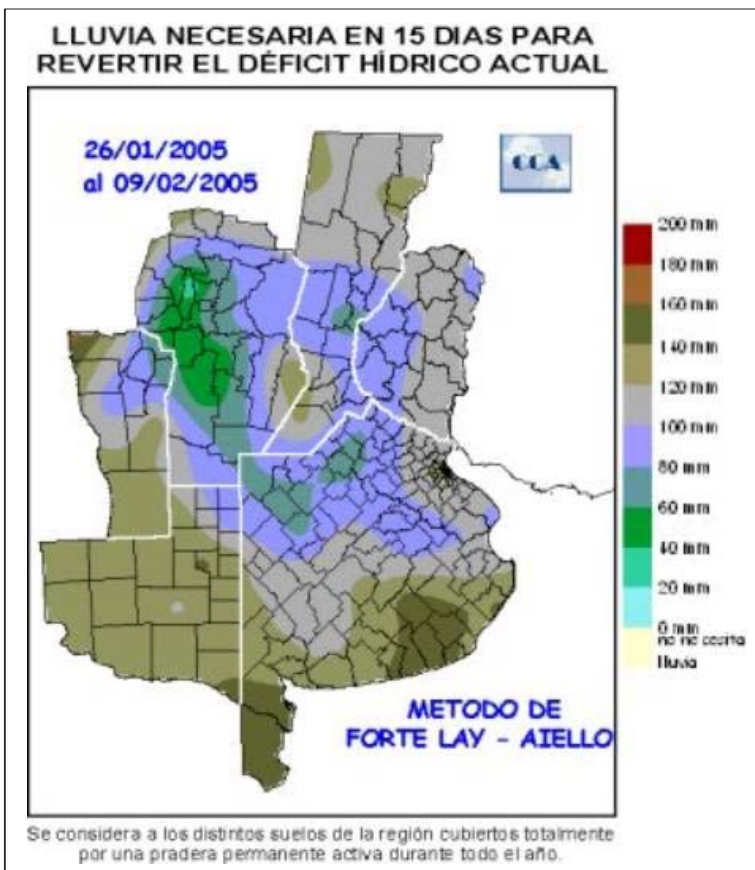 LLUVIA NECESARIA EN 15 DIAS PARA
REVERTIR EL DÉFICIT HÍDRICO ACTUAL
26/01/2005
al 09/02/2005
CCA
200 mm
180 mm
160 mm
140 mm
120 mm
100 mm
80 mm
60 mm
40 mm
20 mm
0 mm
no necesita
lluvia
METODO DE
FORTE LAY - AIELLO
Se considera a los distintos suelos de la región cubiertos totalmente
por una pradera permanente activa durante todo el año.